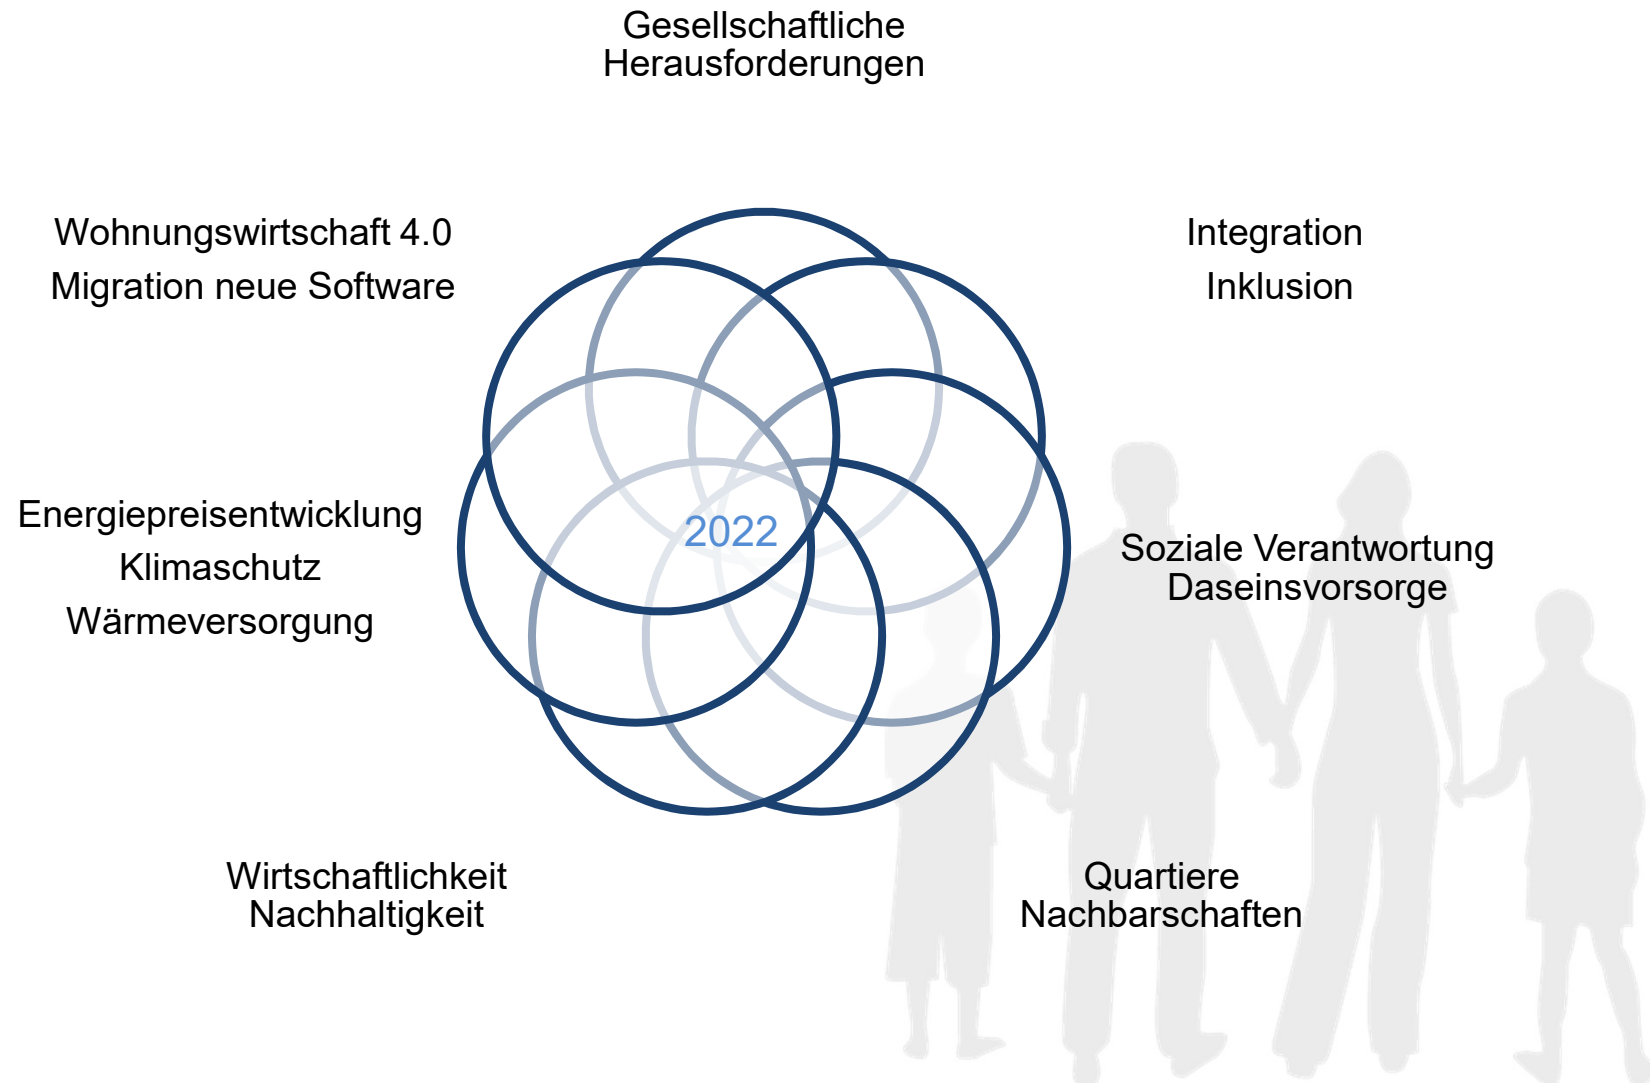 Gesellschaftliche
Herausforderungen
Wohnungswirtschaft 4.0
Migration neue Software
Integration
Inklusion
Energiepreisentwicklung
Klimaschutz
Wärmeversorgung
2022
Soziale Verantwortung
Daseinsvorsorge
Wirtschaftlichkeit
Nachhaltigkeit
Quartiere
Nachbarschaften